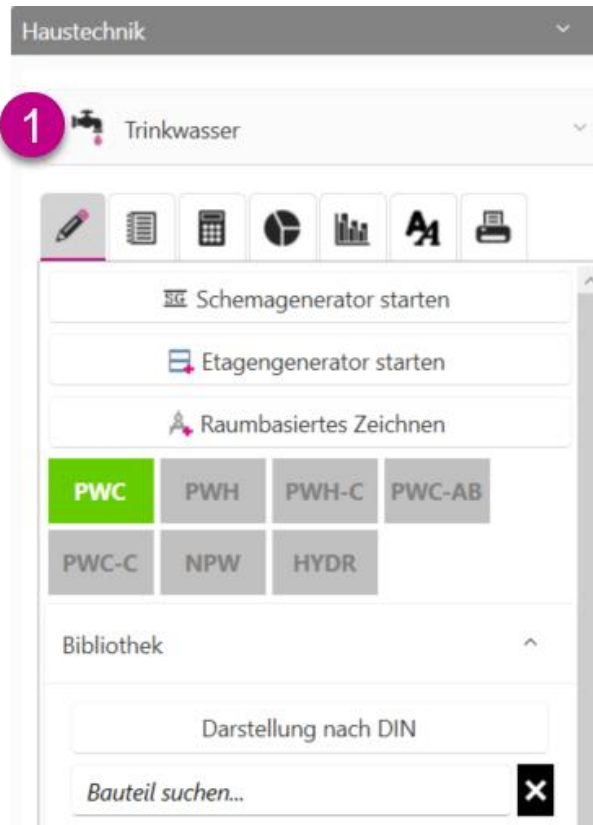 Haustechnik
1
Trinkwasser
SG Schemagenerator starten
Etagengenerator starten
Raumbasiertes Zeichnen
PWC PWH PWH-C PWC-AB
PWC-C NPW HYDR
Bibliothek
Darstellung nach DIN
Bauteil suchen...